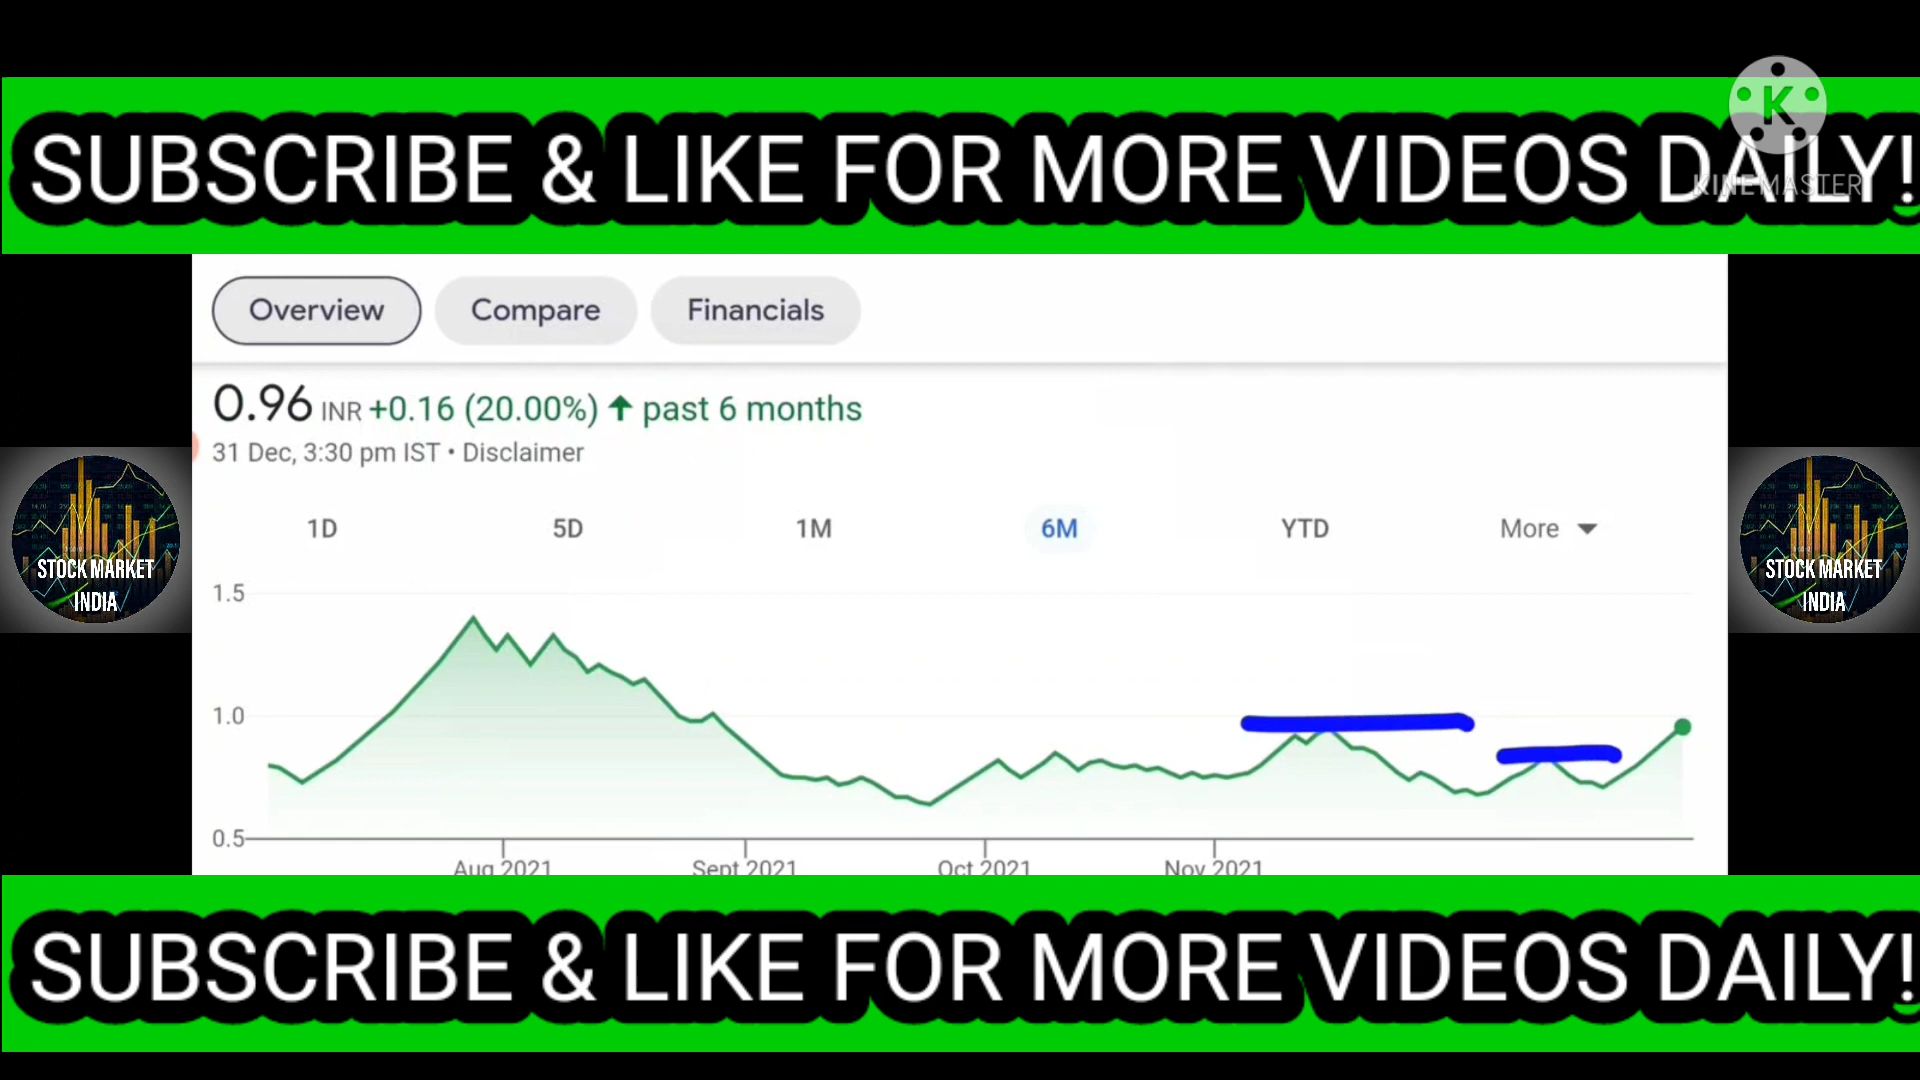 SUBSCRIBE & LIKE FOR MORE VIDEOS DAILY!
KINEMASTER
Overview Compare Financials
0.96 INR +0.16 (20.00%) ↑ past 6 months
31 Dec, 3:30 pm IST • Disclaimer
1D 5D 1M 6M YTD More
STOCK MARKET
INDIA
STOCK MARKET
INDIA
1.5
1.0
0.5
Aug 2021 Sept 2021 Oct 2021 Nov 2021
SUBSCRIBE & LIKE FOR MORE VIDEOS DAILY!